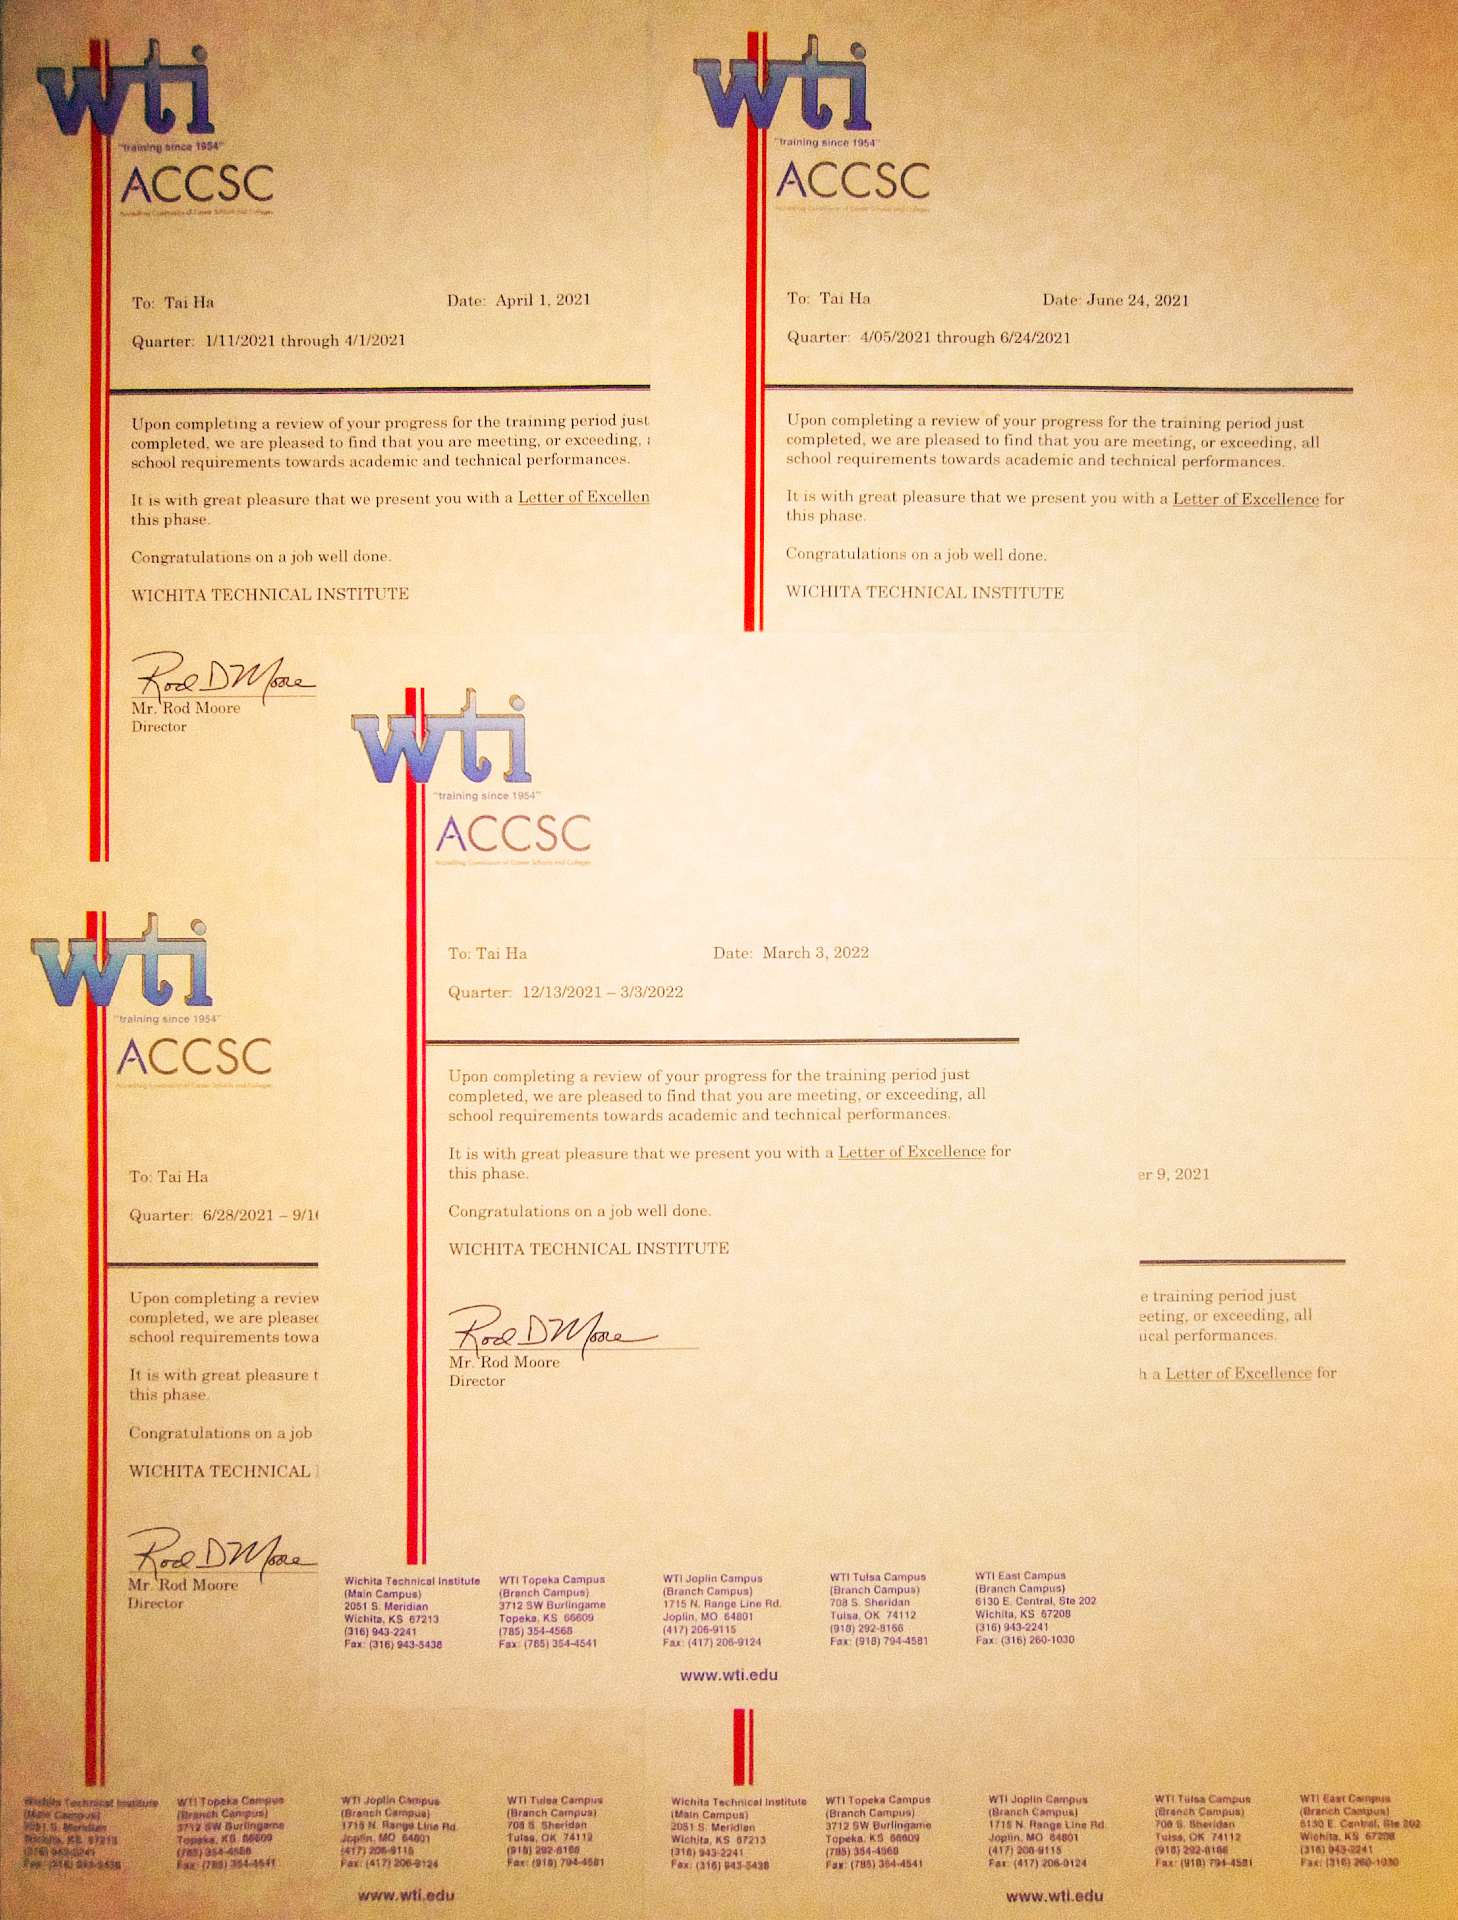 wti
"training since 1954"
ACCSC
Accrediting Commission of Career Schools and Colleges
To: Tai Ha
Date: April 1, 2021
Quarter: 1/11/2021 through 4/1/2021
Upon completing a review of your progress for the training period just
completed, we are pleased to find that you are meeting, or exceeding,
school requirements towards academic and technical performances.
It is with great pleasure that we present you with a Letter of Excellen
this phase.
Congratulations on a job well done.
WICHITA TECHNICAL INSTITUTE
Rod D Moore
Mr. Rod Moore
Director
wti
"training since 1954"
ACCSC
Accrediting Commission of Career Schools and Colleges
To: Tai Ha
Date: June 24, 2021
Quarter: 4/05/2021 through 6/24/2021
Upon completing a review of your progress for the training period just
completed, we are pleased to find that you are meeting, or exceeding, all
school requirements towards academic and technical performances.
It is with great pleasure that we present you with a Letter of Excellence for
this phase.
Congratulations on a job well done.
WICHITA TECHNICAL INSTITUTE
wti
"training since 1954"
ACCSC
Accrediting Commission of Career Schools and Colleges
To: Tai Ha
Date: March 3, 2022
Quarter: 12/13/2021 – 3/3/2022
Upon completing a review of your progress for the training period just
completed, we are pleased to find that you are meeting, or exceeding, all
school requirements towards academic and technical performances.
It is with great pleasure that we present you with a Letter of Excellence for
this phase.
Congratulations on a job well done.
WICHITA TECHNICAL INSTITUTE
Rod D Moore
Mr. Rod Moore
Director
Wichita Technical Institute
(Main Campus)
2051 S. Meridian
Wichita, KS 67213
(316) 943-2241
Fax: (316) 943-5438
WTI Topeka Campus
(Branch Campus)
3712 SW Burlingame
Topeka, KS 66609
(785) 354-4568
Fax: (785) 354-4541
WTI Joplin Campus
(Branch Campus)
1715 N. Range Line Rd.
Joplin, MO 64801
(417) 206-9115
Fax: (417) 206-9124
WTI Tulsa Campus
(Branch Campus)
708 S. Sheridan
Tulsa, OK 74112
(918) 292-8166
Fax: (918) 794-4581
WTI East Campus
(Branch Campus)
6130 E. Central, Ste 202
Wichita, KS 67208
(316) 943-2241
Fax: (316) 260-1030
www.wti.edu
wti
"training since 1954"
ACCSC
Accrediting Commission of Career Schools and Colleges
To: Tai Ha
Quarter: 6/28/2021 – 9/1
Upon completing a review
completed, we are pleased
school requirements towa
It is with great pleasure t
this phase.
Congratulations on a job
WICHITA TECHNICAL
Rod D Moore
Mr. Rod Moore
Director
er 9, 2021
e training period just
eeting, or exceeding, all
ical performances.
h a Letter of Excellence for
Wichita Technical Institute
(Main Campus)
2051 S. Meridian
Wichita, KS 67213
(316) 943-2241
Fax: (316) 943-5438
WTI Topeka Campus
(Branch Campus)
3712 SW Burlingame
Topeka, KS 66609
(785) 354-4568
Fax: (785) 354-4541
WTI Joplin Campus
(Branch Campus)
1715 N. Range Line Rd.
Joplin, MO 64801
(417) 206-9115
Fax: (417) 206-9124
WTI Tulsa Campus
(Branch Campus)
708 S. Sheridan
Tulsa, OK 74112
(918) 292-8166
Fax: (918) 794-4581
www.wti.edu
Wichita Technical Institute
(Main Campus)
2051 S. Meridian
Wichita, KS 67213
(316) 943-2241
Fax: (316) 943-5438
WTI Topeka Campus
(Branch Campus)
3712 SW Burlingame
Topeka, KS 66609
(785) 354-4568
Fax: (785) 354-4541
WTI Joplin Campus
(Branch Campus)
1715 N. Range Line Rd.
Joplin, MO 64801
(417) 206-9115
Fax: (417) 206-9124
WTI Tulsa Campus
(Branch Campus)
708 S. Sheridan
Tulsa, OK 74112
(918) 292-8166
Fax: (918) 794-4581
WTI East Campus
(Branch Campus)
6130 E. Central, Ste 202
Wichita, KS 67208
(316) 943-2241
Fax: (316) 260-1030
www.wti.edu